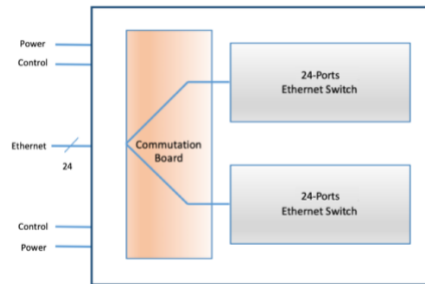 Power
Control
24-Ports
Ethernet Switch
Ethernet
24
Commutation
Board
24-Ports
Ethernet Switch
Control
Power